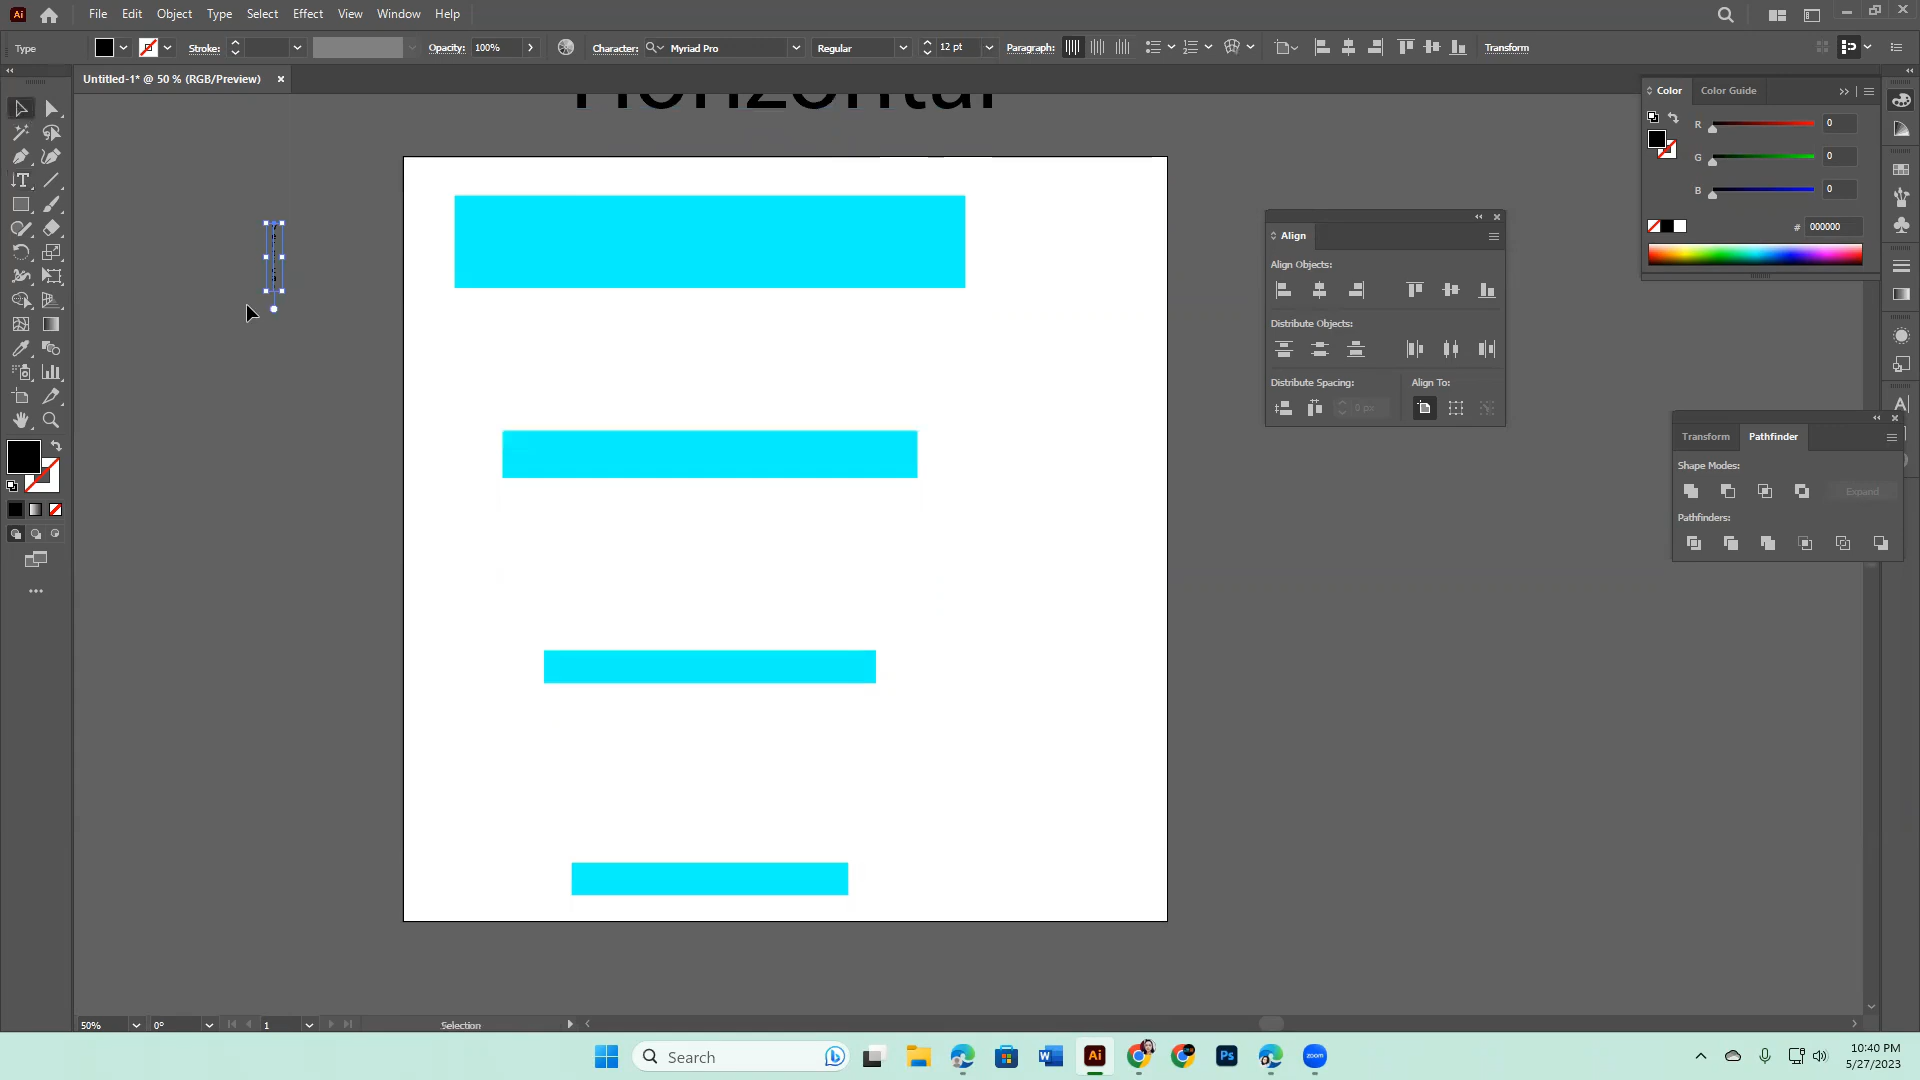 Ai File Edit Object Type Select Effect View Window Help
Type Stroke: Opacity: 100% Character: Myriad Pro Regular 12 pt Paragraph: Transform
Untitled-1* @ 50 % (RGB/Preview)
Horizontal
Color Color Guide
R 0
G 0
B 0
# 000000
Align
Align Objects:
Distribute Objects:
Distribute Spacing: Align To:
0 px
Transform Pathfinder
Shape Modes:
Expand
Pathfinders:
50% 0° 1 Selection
Search
10:40 PM
5/27/2023